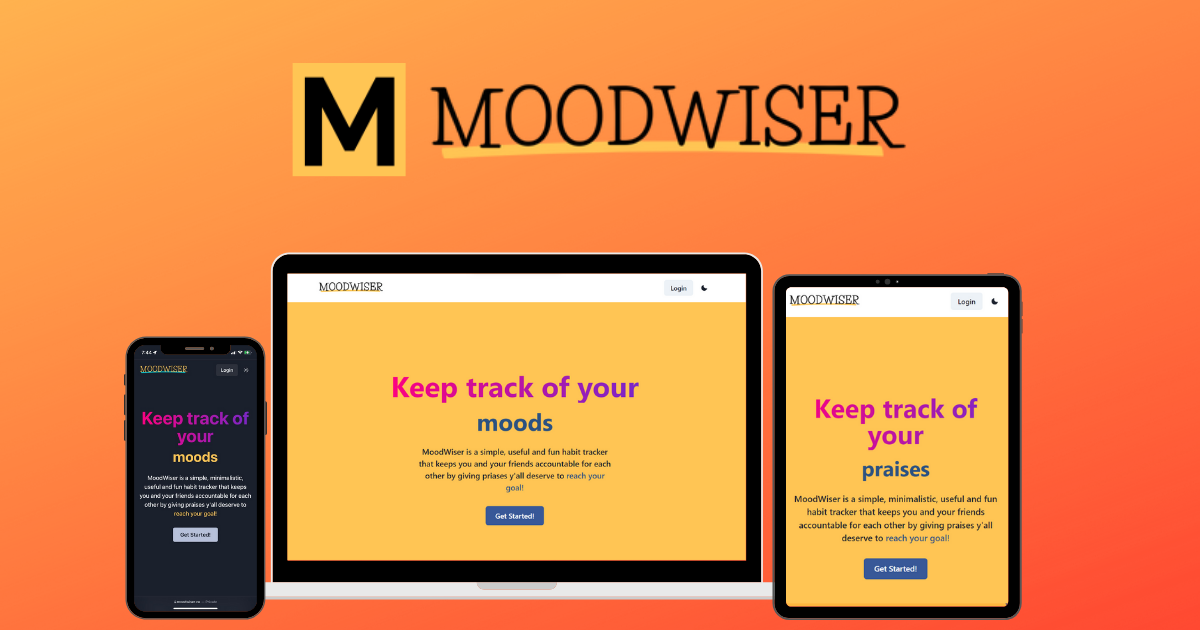 M MOODWISER
7:44
MOODWISER
Login
Keep track of
your
moods
MoodWiser is a simple, minimalistic,
useful and fun habit tracker that keeps
you and your friends accountable for each
other by giving praises y'all deserve to
reach your goal!
Get Started!
MOODWISER
Login
Keep track of your
moods
MoodWiser is a simple, useful and fun habit tracker
that keeps you and your friends accountable for each
other by giving priases y'all deserve to reach your
goal!
Get Started!
MOODWISER
Login
Keep track of
your
praises
MoodWiser is a simple, minimalistic, useful and fun
habit tracker that keeps you and your friends
accountable for each other by giving praises y'all
deserve to reach your goal!
Get Started!